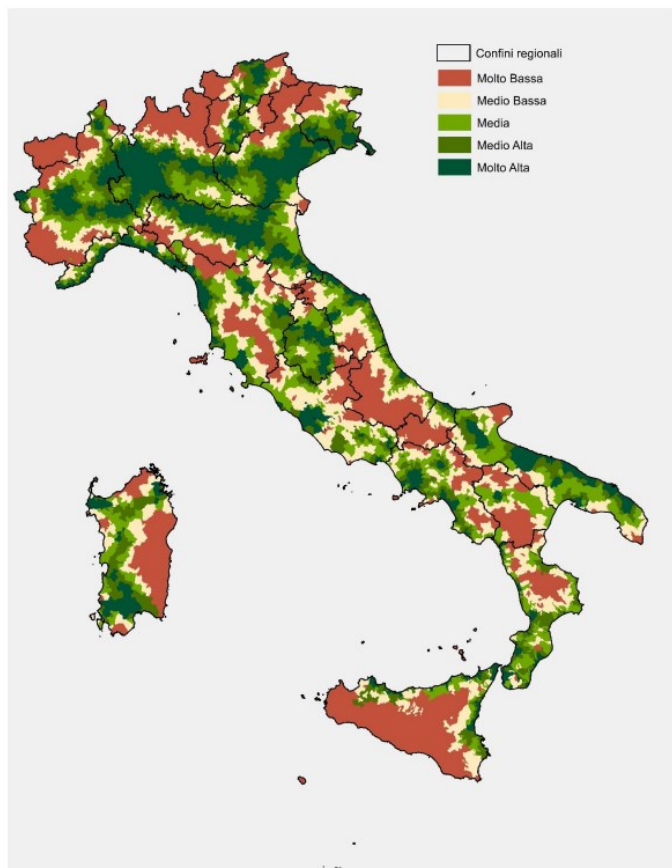 Confini regionali
Molto Bassa
Medio Bassa
Media
Medio Alta
Molto Alta